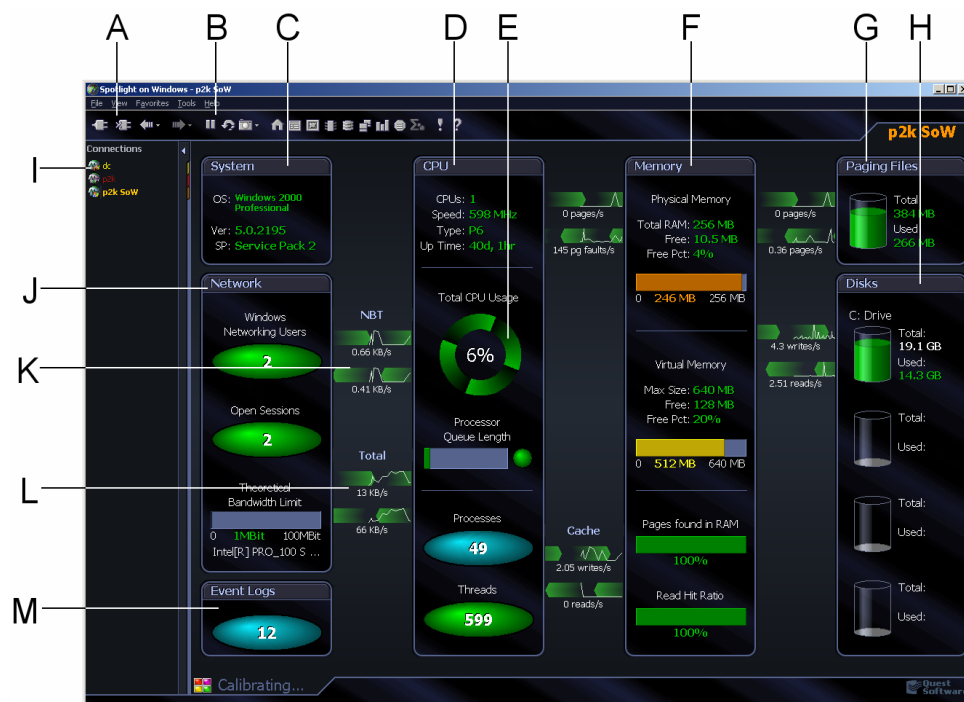 A
B
C
D
E
F
G
H
I
J
K
L
M
Spotlight on Windows - p2k SoW
File View Favorites Tools Help
p2k SoW
Connections
dc
p2k
p2k SoW
System
OS: Windows 2000 Professional
Ver: 5.0.2195
SP: Service Pack 2
Network
Windows
Networking Users
2
Open Sessions
2
Theoretical
Bandwidth Limit
0 1MBit 100MBit
Intel[R] PRO_100 S ...
Event Logs
12
NBT
0.66 KB/s
0.41 KB/s
Total
13 KB/s
66 KB/s
CPU
CPUs: 1
Speed: 598 MHz
Type: P6
Up Time: 40d, 1hr
Total CPU Usage
6%
Processor
Queue Length
Processes
49
Threads
599
0 pages/s
145 pg faults/s
Cache
2.05 writes/s
0 reads/s
Memory
Physical Memory
Total RAM: 256 MB
Free: 10.5 MB
Free Pct: 4%
0 246 MB 256 MB
Virtual Memory
Max Size: 640 MB
Free: 128 MB
Free Pct: 20%
0 512 MB 640 MB
Pages found in RAM
100%
Read Hit Ratio
100%
0 pages/s
0.36 pages/s
4.3 writes/s
2.51 reads/s
Paging Files
Total
384 MB
Used
266 MB
Disks
C: Drive
Total:
19.1 GB
Used:
14.3 GB
Total:
Used:
Total:
Used:
Total:
Used:
Calibrating...
Quest
Software